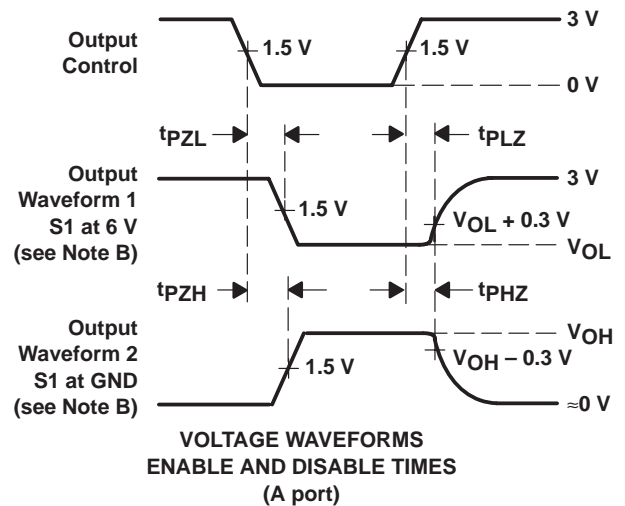 3 V
Output
Control
1.5 V
1.5 V
0 V
tPZL
tPLZ
Output
Waveform 1
S1 at 6 V
(see Note B)
3 V
1.5 V
VOL + 0.3 V
VOL
tPZH
tPHZ
Output
Waveform 2
S1 at GND
(see Note B)
VOH
1.5 V
VOH − 0.3 V
≈0 V
VOLTAGE WAVEFORMS
ENABLE AND DISABLE TIMES
(A port)